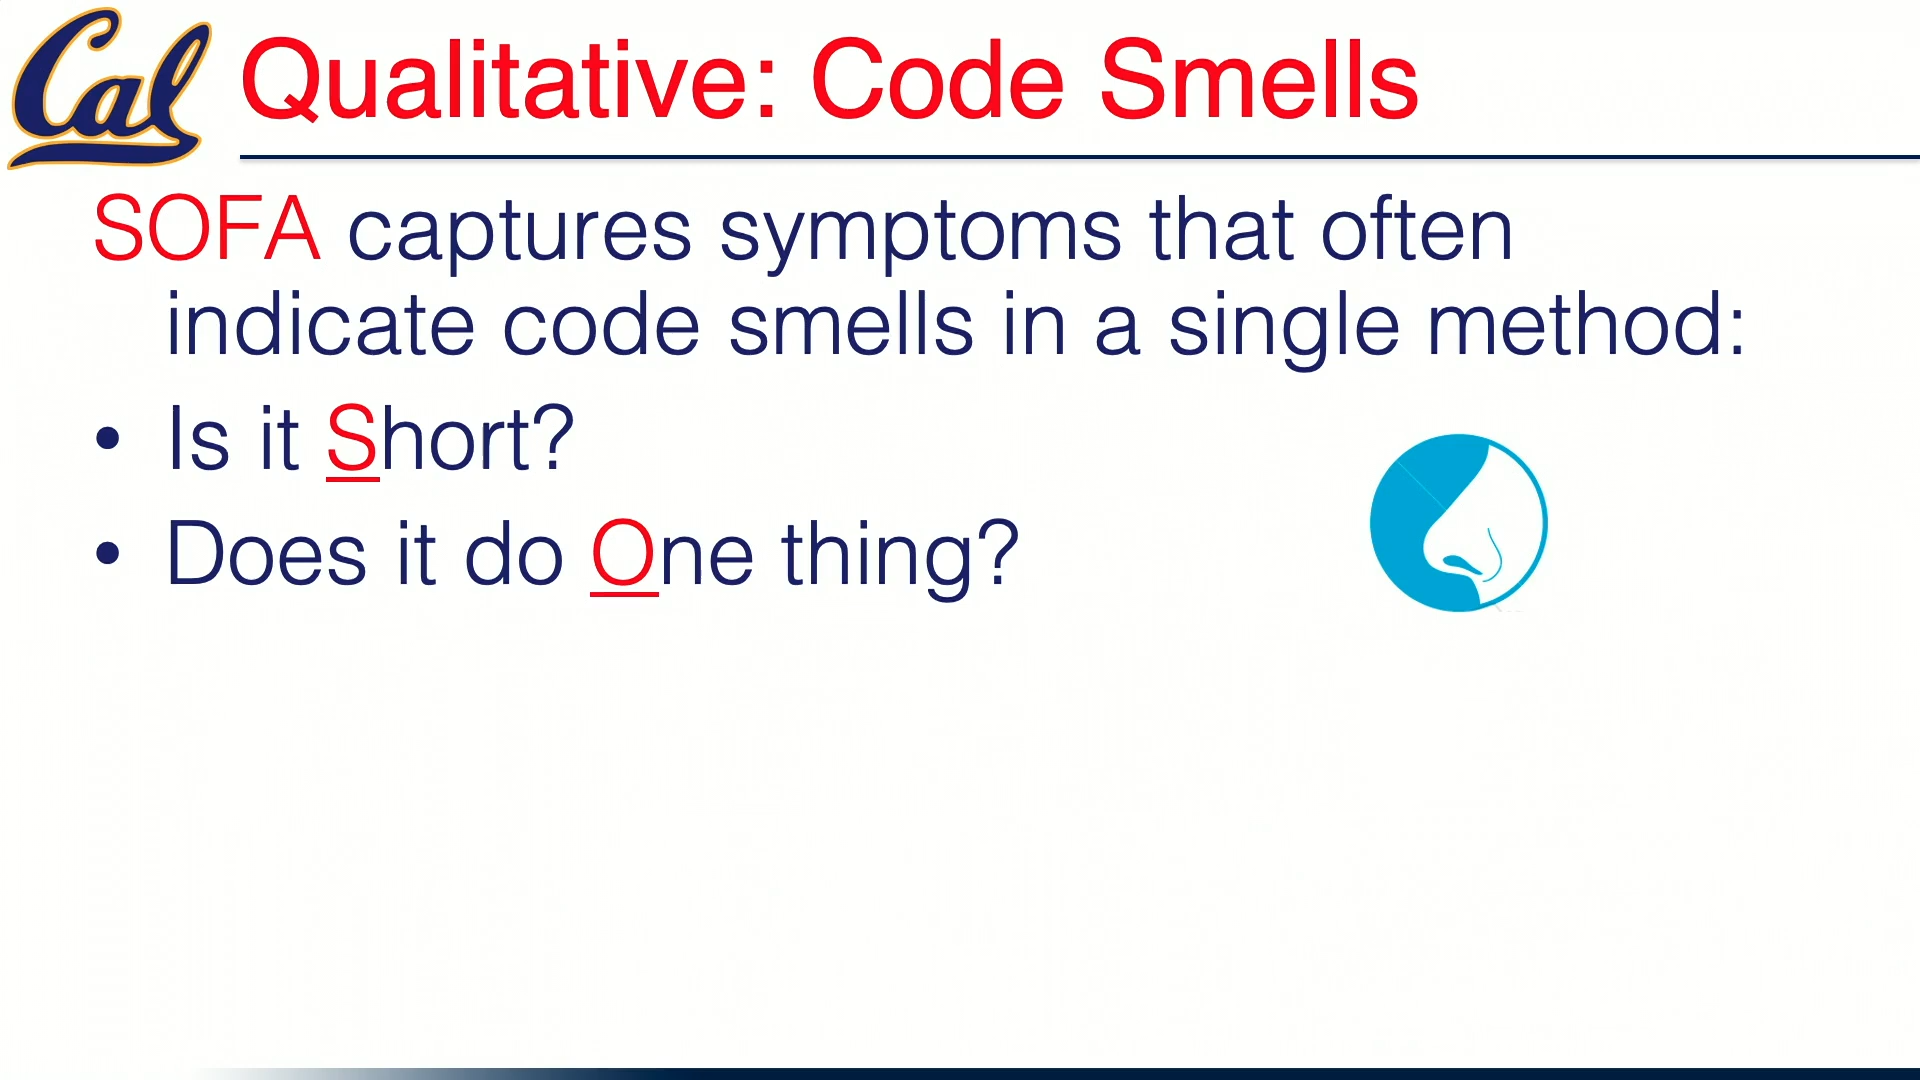 Cal
Qualitative: Code Smells
SOFA captures symptoms that often
indicate code smells in a single method:
• Is it Short?
• Does it do One thing?